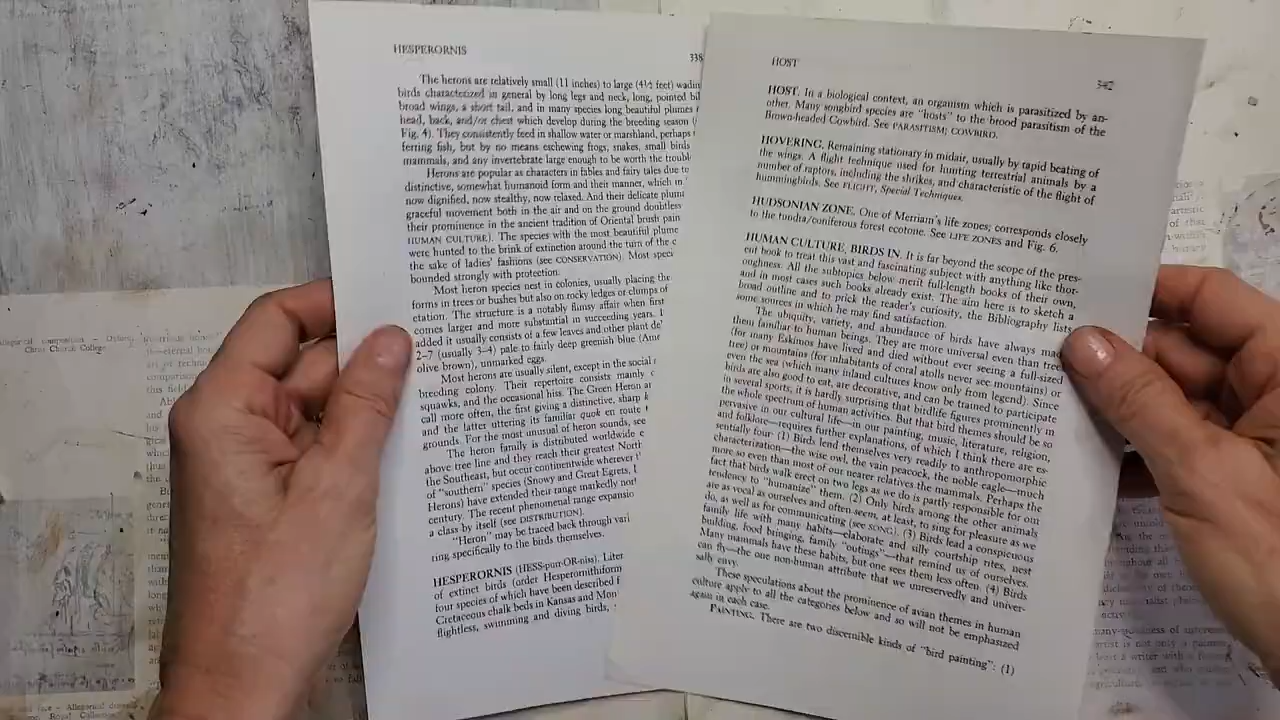 HESPERORNIS
338
The herons are relatively small (11 inches) to large (4½ feet) wadin
birds characterized in general by long legs and neck, long, pointed bil
broad wings, a short tail, and in many species long beautiful plumes
head, back, and/or chest which develop during the breeding season (
Fig. 4). They consistently feed in shallow water or marshland, perhaps
ferring fish, but by no means eschewing frogs, snakes, small birds
mammals, and any invertebrate large enough to be worth the troubl
Herons are popular as characters in fables and fairy tales due to
distinctive, somewhat humanoid form and their manner, which in
now dignified, now stealthy, now relaxed. And their delicate plum
graceful movement both in the air and on the ground doubtless
their prominence in the ancient tradition of Oriental brush pain
HUMAN CULTURE). The species with the most beautiful plume
were hunted to the brink of extinction around the turn of the c
the sake of ladies' fashions (see CONSERVATION). Most speci
bounded strongly with protection.
Most heron species nest in colonies, usually placing the
forms in trees or bushes but also on rocky ledges or clumps of
etation. The structure is a notably flimsy affair when first
comes larger and more substantial in succeeding years. I
added it usually consists of a few leaves and other plant de
2–7 (usually 3–4) pale to fairly deep greenish blue (Ame
olive brown), unmarked eggs.
Most herons are usually silent, except in the social
breeding colony. Their repertoire consists mainly
squawks, and the occasional hiss. The Green Heron a
call more often, the first giving a distinctive, sharp k
and the latter uttering its familiar quok en route
grounds. For the most unusual of heron sounds, see
The heron family is distributed worldwide
above tree line and they reach their greatest North
the Southeast, but occur continentwide wherever t
of "southern" species (Snowy and Great Egrets, I
Herons) have extended their range markedly nor
century. The recent phenomenal range expansio
a class by itself (see DISTRIBUTION).
"Heron" may be traced back through vari
ring specifically to the birds themselves.
HESPERORNIS (HESS-purr-OR-niss). Liter
of extinct birds (order Hesperornithiform
four species of which have been described f
Cretaceous chalk beds in Kansas and Mon
flightless, swimming and diving birds,
HOST
342
HOST. In a biological context, an organism which is parasitized by an-
other. Many songbird species are "hosts" to the brood parasitism of the
Brown-headed Cowbird. See PARASITISM; COWBIRD.
HOVERING. Remaining stationary in midair, usually by rapid beating of
the wings. A flight technique used for hunting terrestrial animals by a
number of raptors, including the shrikes, and characteristic of the flight of
hummingbirds. See FLIGHT, Special Techniques.
HUDSONIAN ZONE. One of Merriam's life zones; corresponds closely
to the tundra/coniferous forest ecotone. See LIFE ZONES and Fig. 6.
HUMAN CULTURE, BIRDS IN. It is far beyond the scope of the pres-
ent book to treat this vast and fascinating subject with anything like thor-
oughness. All the subtopics below merit full-length books of their own,
and in most cases such books already exist. The aim here is to sketch a
broad outline and to prick the reader's curiosity, the Bibliography lists
some sources in which he may find satisfaction.
The ubiquity, variety, and abundance of birds have always mad
them familiar to human beings. They are more universal even than tree
(for many Eskimos have lived and died without ever seeing a full-sized
tree) or mountains (for inhabitants of coral atolls never see mountains) or
even the sea (which many inland cultures know only from legend). Since
birds are also good to eat, are decorative, and can be trained to participate
in several sports, it is hardly surprising that birdlife figures prominently in
the whole spectrum of human activities. But that bird themes should be so
pervasive in our cultural life—in our painting, music, literature, religion,
and folklore—requires further explanation, of which I think there are es-
sentially four: (1) Birds lend themselves very readily to anthropomorphic
characterization—the wise owl, the vain peacock, the noble eagle—much
more so even than most of our nearer relatives the mammals. Perhaps the
fact that birds walk erect on two legs as we do is partly responsible for our
tendency to "humanize" them. (2) Only birds among the other animals
are as vocal as ourselves and often seem, at least, to sing for pleasure as we
do, as well as for communicating (see SONG). (3) Birds lead a conspicuous
family life with many habits—elaborate and silly courtship rites, nest
building, food bringing, family "outings"—that remind us of ourselves.
Many mammals have these habits, but one sees them less often. (4) Birds
can fly—the one non-human attribute that we unreservedly and univer-
sally envy.
These speculations about the prominence of avian themes in human
culture apply to all the categories below and so will not be emphasized
again in each case.
PAINTING. There are two discernible kinds of "bird painting": (1)